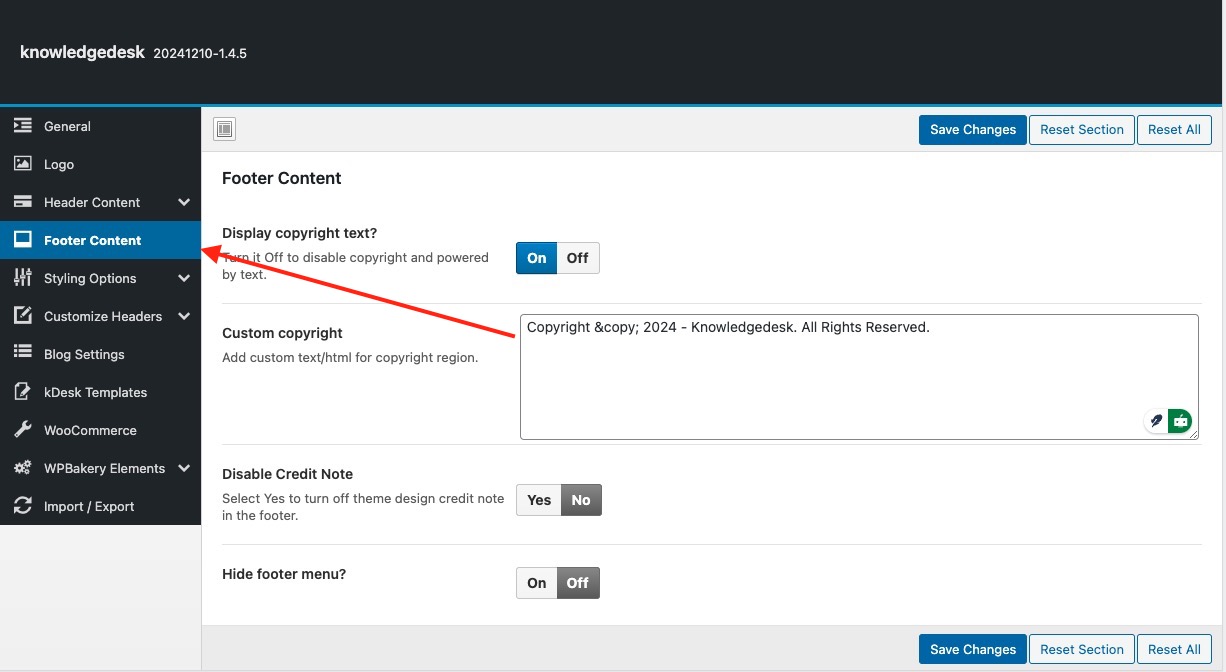 knowledgedesk 20241210-1.4.5
General
Logo
Header Content
Footer Content
Styling Options
Customize Headers
Blog Settings
kDesk Templates
WooCommerce
WPBakery Elements
Import / Export
Save Changes Reset Section Reset All
Footer Content
Display copyright text?
Turn it Off to disable copyright and powered
by text.
On Off
Custom copyright
Add custom text/html for copyright region.
Copyright &copy; 2024 - Knowledgedesk. All Rights Reserved.
Disable Credit Note
Select Yes to turn off theme design credit note
in the footer.
Yes No
Hide footer menu?
On Off
Save Changes Reset Section Reset All